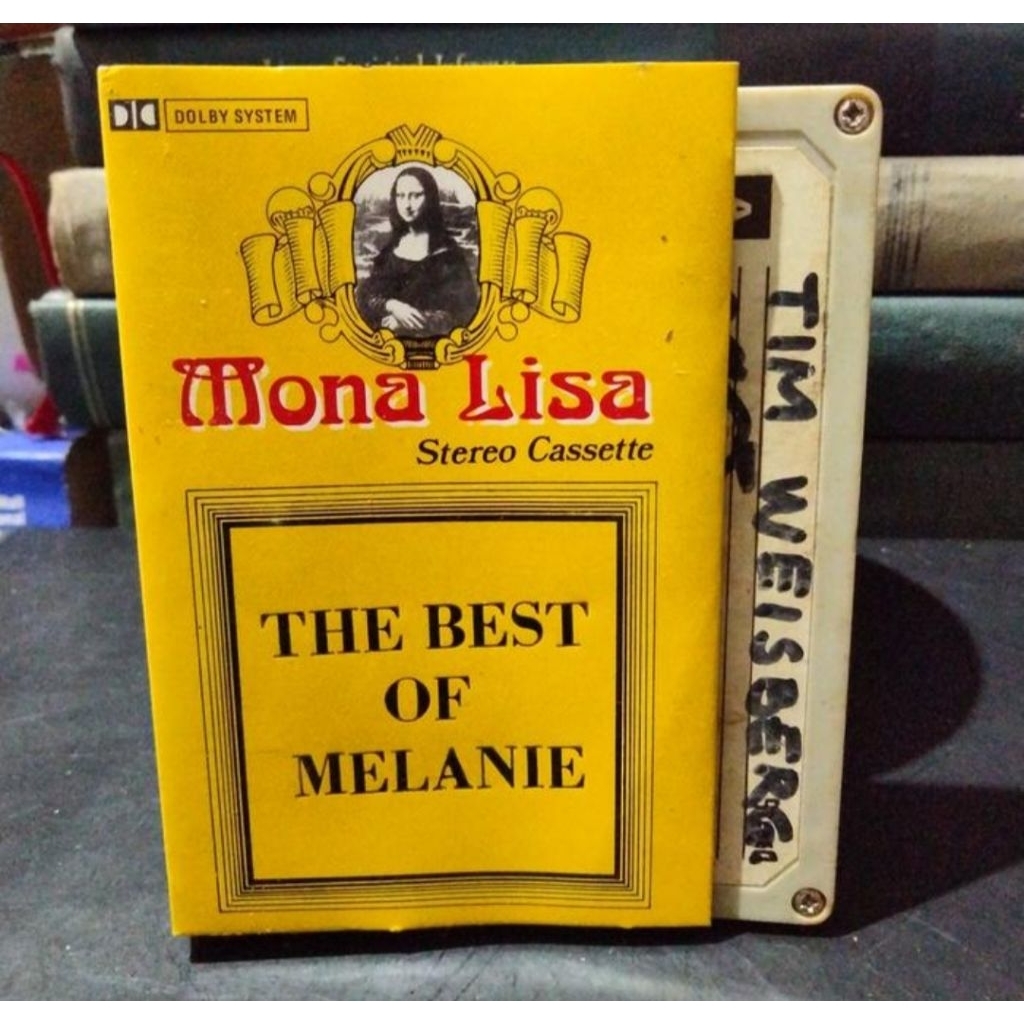 DOLBY SYSTEM
Mona Lisa
Stereo Cassette
THE BEST
OF
MELANIE
A
TIM WEISBERG